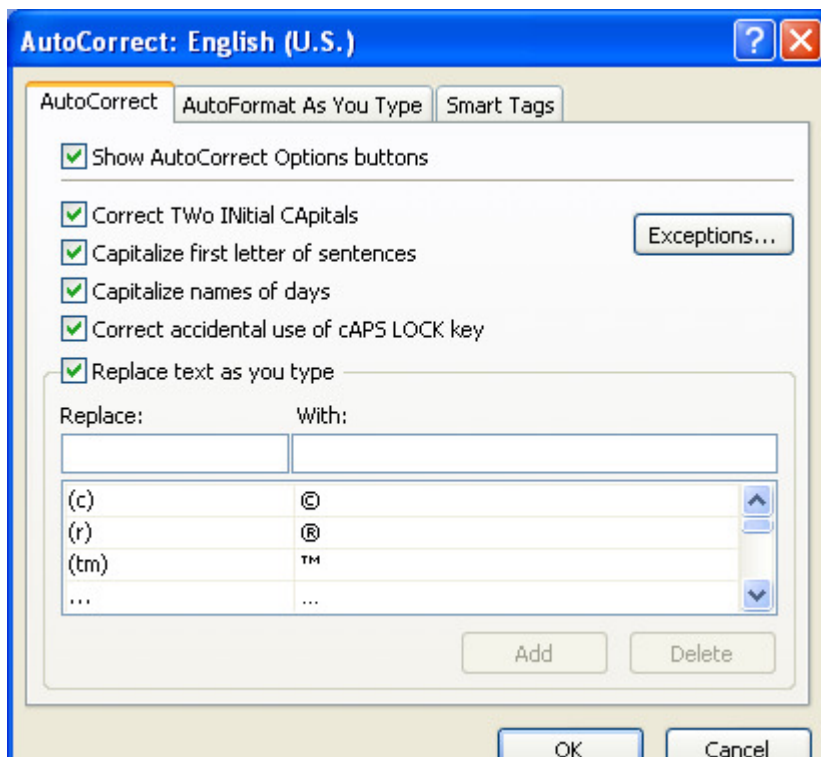 AutoCorrect: English (U.S.)
?
AutoCorrect AutoFormat As You Type Smart Tags
Show AutoCorrect Options buttons
Correct TWo INitial CApitals
Exceptions...
Capitalize first letter of sentences
Capitalize names of days
Correct accidental use of cAPS LOCK key
Replace text as you type
Replace: With:
(c) ©
(r) ®
(tm) ™
... …
Add Delete
OK Cancel